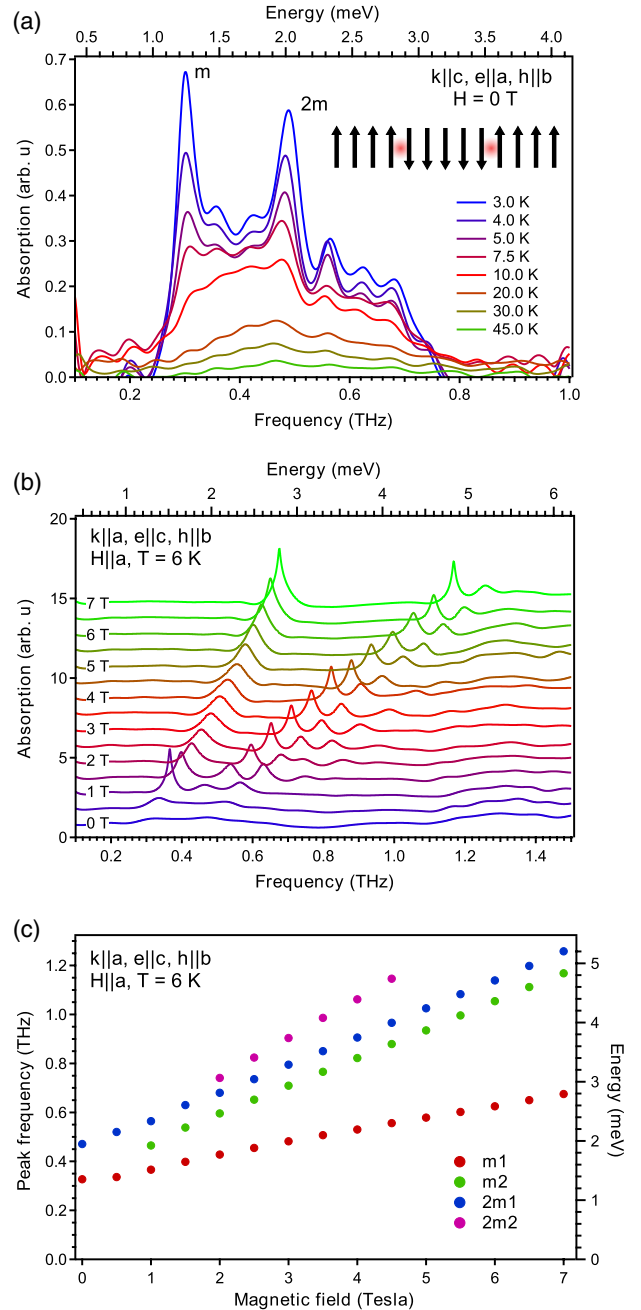 (a)
Energy (meV)
0.5 1.0 1.5 2.0 2.5 3.0 3.5 4.0
0.7
0.6
0.5
0.4
0.3
0.2
0.1
0.0
Absorption (arb. u)
m
2m
k||c, e||a, h||b
H = 0 T
3.0 K
4.0 K
5.0 K
7.5 K
10.0 K
20.0 K
30.0 K
45.0 K
0.2 0.4 0.6 0.8 1.0
Frequency (THz)
(b)
Energy (meV)
1 2 3 4 5 6
20
15
10
5
0
Absorption (arb. u)
k||a, e||c, h||b
H||a, T = 6 K
7 T
6 T
5 T
4 T
3 T
2 T
1 T
0 T
0.2 0.4 0.6 0.8 1.0 1.2 1.4
Frequency (THz)
(c)
k||a, e||c, h||b
H||a, T = 6 K
1.2
1.0
0.8
0.6
0.4
0.2
0.0
Peak frequency (THz)
5
4
3
2
1
0
Energy (meV)
m1
m2
2m1
2m2
0 1 2 3 4 5 6 7
Magnetic field (Tesla)